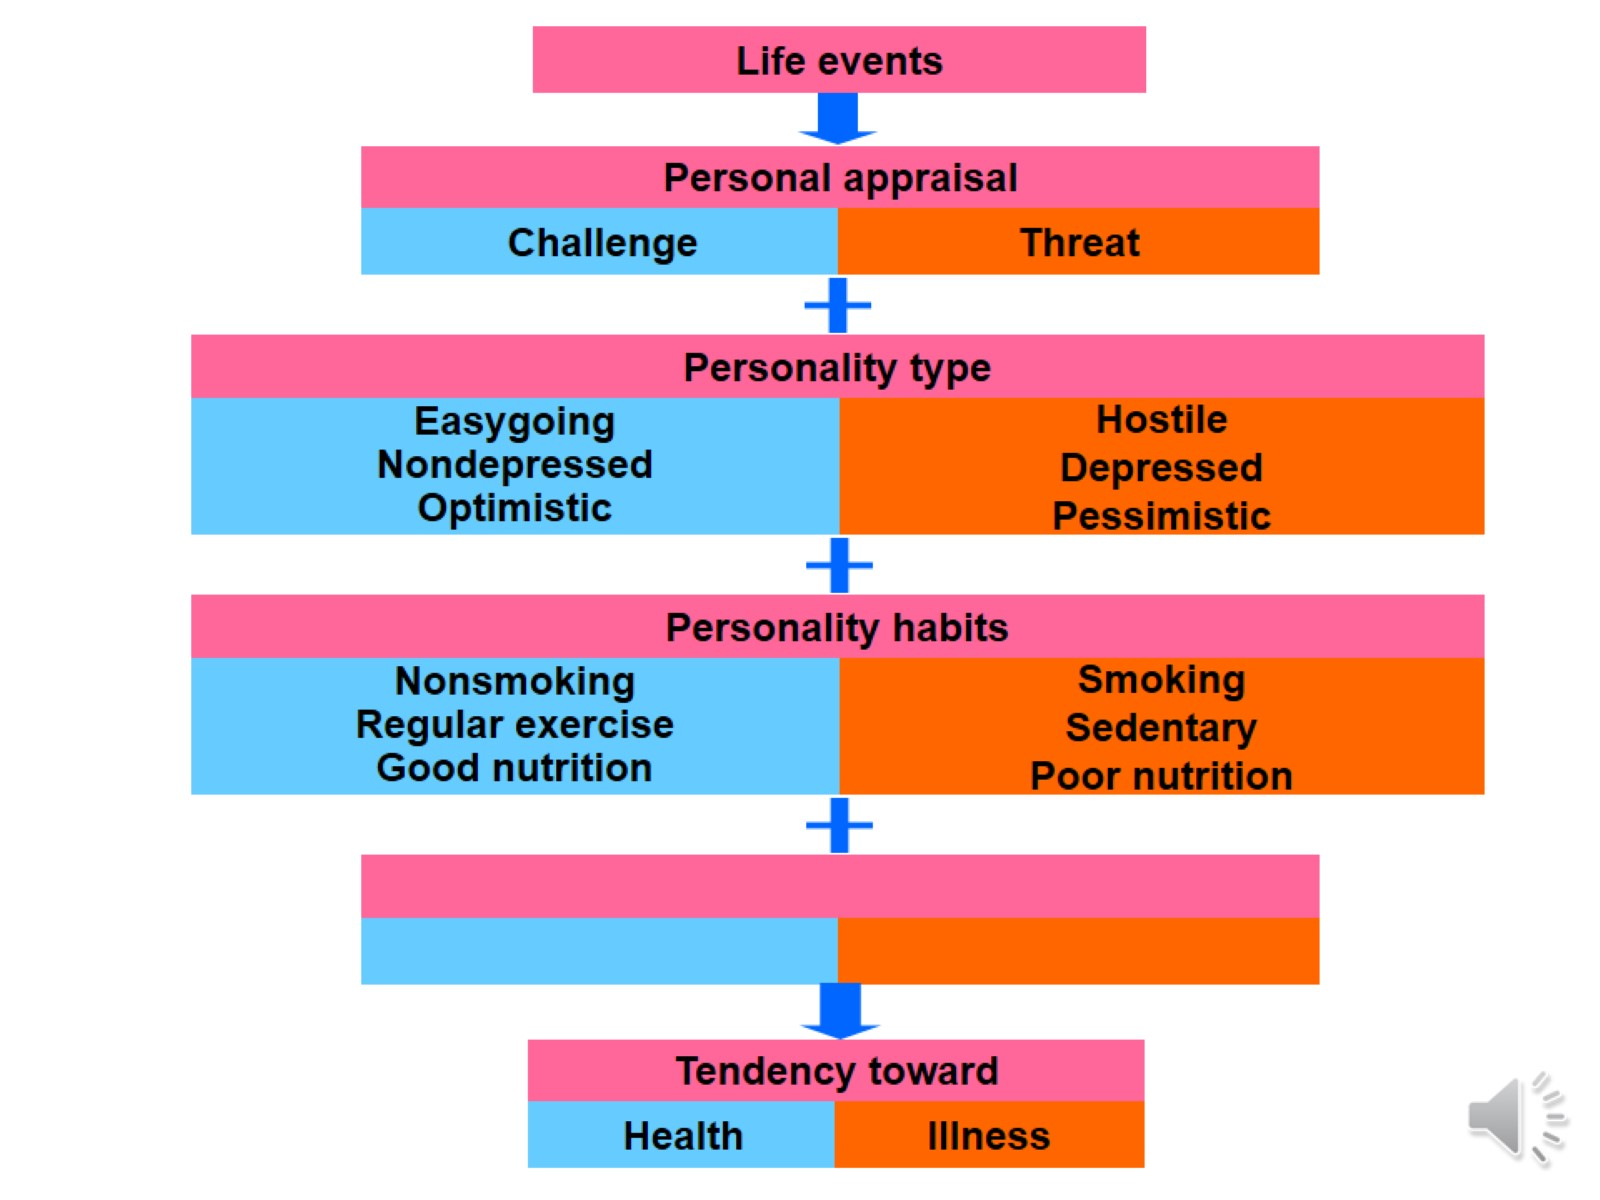 Life events
Personal appraisal
Challenge
Threat
Personality type
Easygoing
Nondepressed
Optimistic
Hostile
Depressed
Pessimistic
Personality habits
Nonsmoking
Regular exercise
Good nutrition
Smoking
Sedentary
Poor nutrition
Tendency toward
Health
Illness